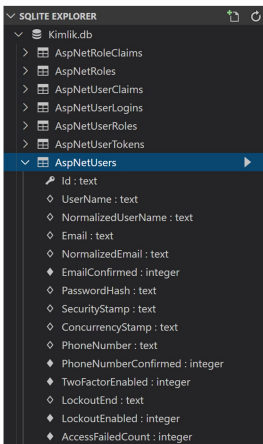 SQLITE EXPLORER
Kimlik.db
AspNetRoleClaims
AspNetRoles
AspNetUserClaims
AspNetUserLogins
AspNetUserRoles
AspNetUserTokens
AspNetUsers
Id : text
UserName : text
NormalizedUserName : text
Email : text
NormalizedEmail : text
EmailConfirmed : integer
PasswordHash : text
SecurityStamp : text
ConcurrencyStamp : text
PhoneNumber : text
PhoneNumberConfirmed : integer
TwoFactorEnabled : integer
LockoutEnd : text
LockoutEnabled : integer
AccessFailedCount : integer